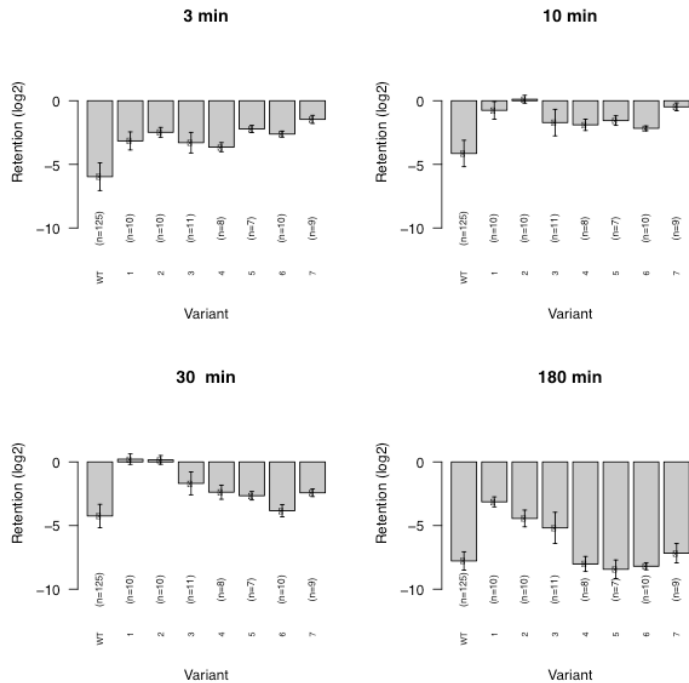 3 min
Retention (log2)
0
−5
−10
(n=125)
(n=10)
(n=10)
(n=11)
(n=8)
(n=7)
(n=10)
(n=9)
WT
1
2
3
4
5
6
7
Variant
10 min
Retention (log2)
0
−5
−10
(n=125)
(n=10)
(n=10)
(n=11)
(n=8)
(n=7)
(n=10)
(n=9)
WT
1
2
3
4
5
6
7
Variant
30 min
Retention (log2)
0
−5
−10
(n=125)
(n=10)
(n=10)
(n=11)
(n=8)
(n=7)
(n=10)
(n=9)
WT
1
2
3
4
5
6
7
Variant
180 min
Retention (log2)
0
−5
−10
(n=125)
(n=10)
(n=10)
(n=11)
(n=8)
(n=7)
(n=10)
(n=9)
WT
1
2
3
4
5
6
7
Variant